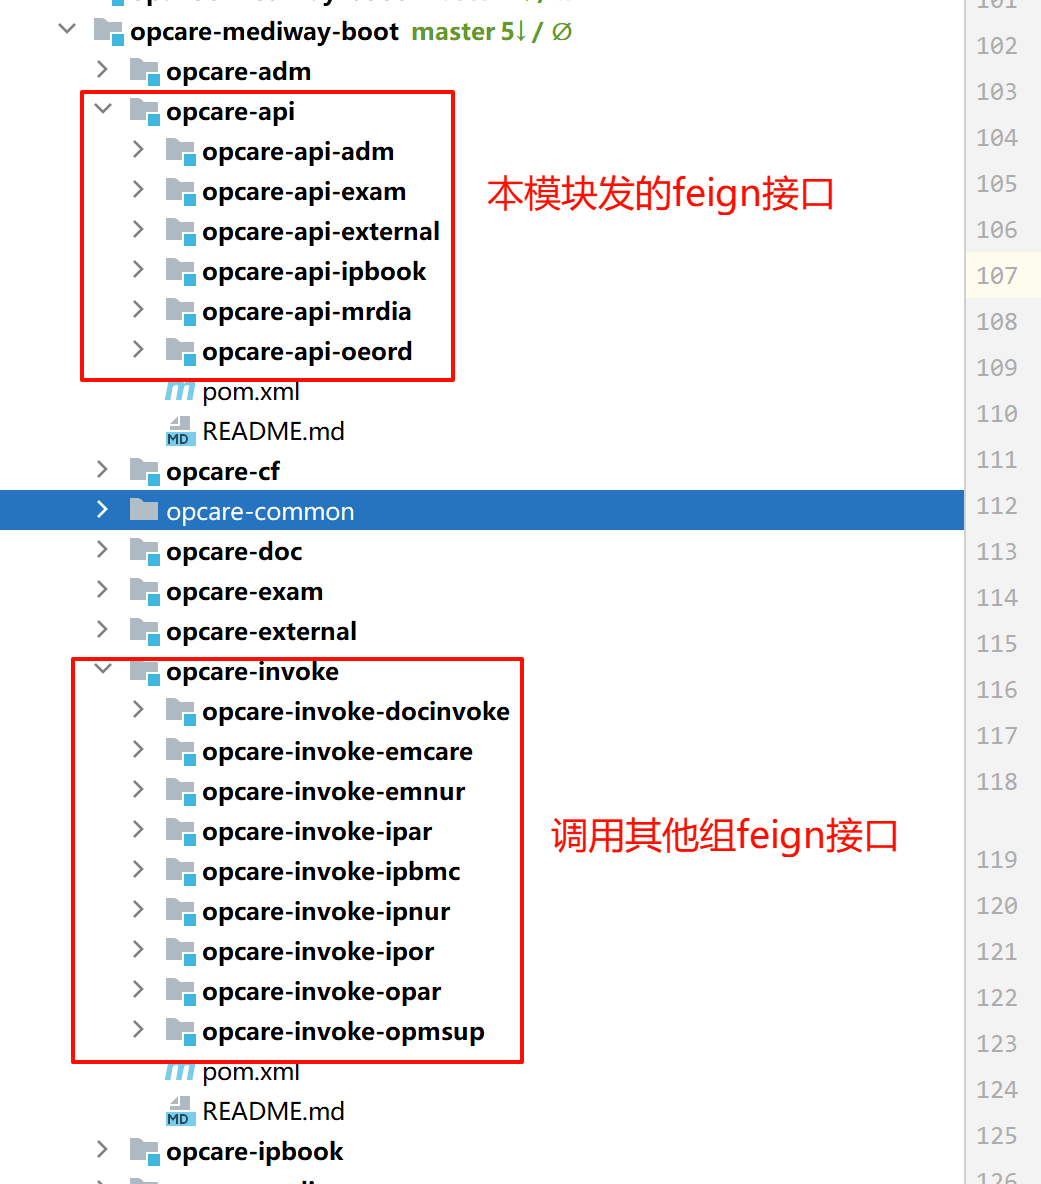 opcare-mediway-boot master 5↓ / ∅
101
102
opcare-adm
103
opcare-api
104
opcare-api-adm
105
opcare-api-exam
本模块发的feign接口
106
opcare-api-external
107
opcare-api-ipbook
108
opcare-api-mrdia
109
opcare-api-oeord
pom.xml
110
MD README.md
111
opcare-cf
112
opcare-common
113
opcare-doc
114
opcare-exam
115
opcare-external
116
opcare-invoke
117
opcare-invoke-docinvoke
118
opcare-invoke-emcare
opcare-invoke-emnur
调用其他组feign接口
opcare-invoke-ipar
119
opcare-invoke-ipbmc
120
opcare-invoke-ipnur
121
opcare-invoke-ipor
122
opcare-invoke-opar
123
opcare-invoke-opmsup
124
pom.xml
MD README.md
125
opcare-ipbook
126